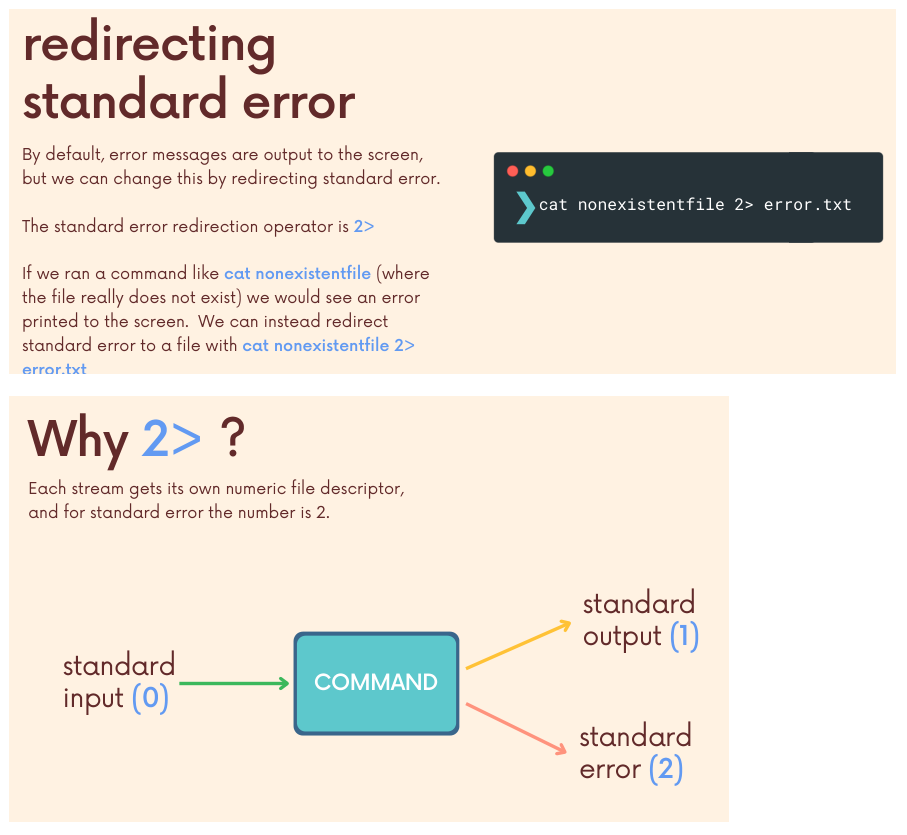 redirecting
standard error
By default, error messages are output to the screen,
but we can change this by redirecting standard error.
The standard error redirection operator is 2>
If we ran a command like cat nonexistentfile (where
the file really does not exist) we would see an error
printed to the screen.  We can instead redirect
standard error to a file with cat nonexistentfile 2>
error.txt
❯cat nonexistentfile 2> error.txt
Why 2> ?
Each stream gets its own numeric file descriptor,
and for standard error the number is 2.
standard
input (0)
COMMAND
standard
output (1)
standard
error (2)